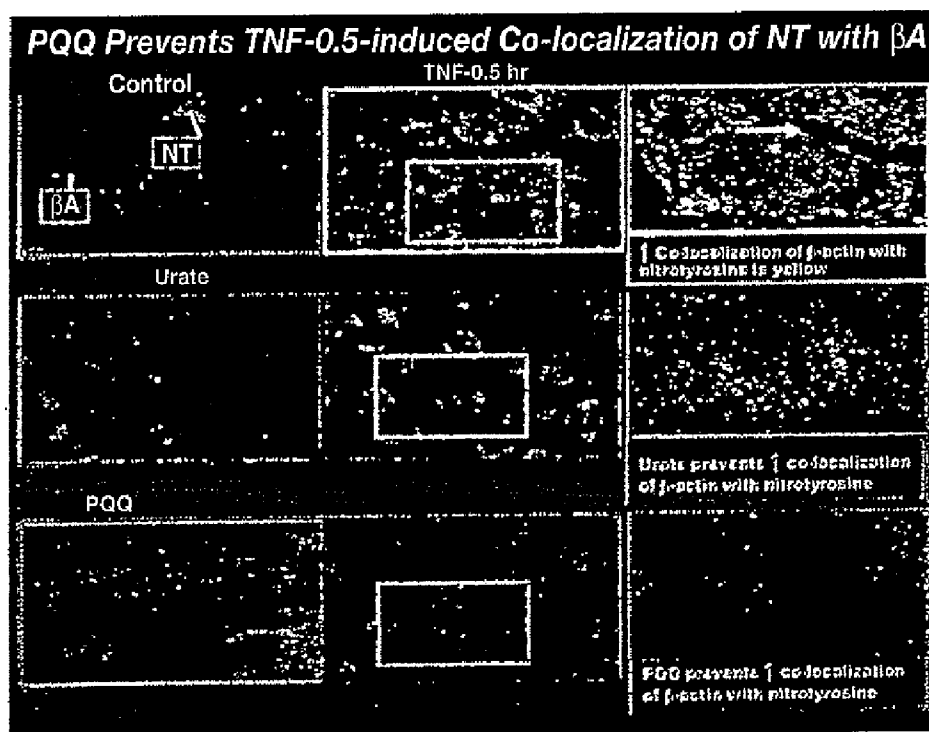 PQQ Prevents TNF-0.5-induced Co-localization of NT with βA
Control
TNF-0.5 hr
NT
βA
↑ Co-localization of β-actin with
nitrotyrosine is yellow
Urate
Urate prevents ↑ co-localization
of β-actin with nitrotyrosine
PQQ
PQQ prevents ↑ co-localization
of β-actin with nitrotyrosine